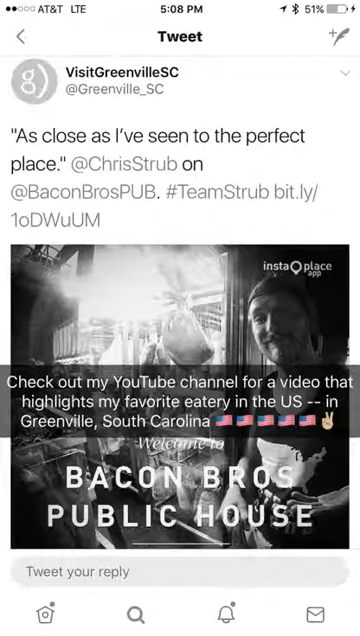 AT&T LTE
5:08 PM
51%
Tweet
g)
VisitGreenvilleSC
@Greenville_SC
"As close as I've seen to the perfect
place." @ChrisStrub on
@BaconBrosPUB. #TeamStrub bit.ly/
1oDWuUM
insta place
app
Check out my YouTube channel for a video that
highlights my favorite eatery in the US -- in
Greenville, South Carolina 🇺🇸🇺🇸🇺🇸🇺🇸🇺🇸✌🏼
Welcome to
BACON BROS
PUBLIC HOUSE
Tweet your reply